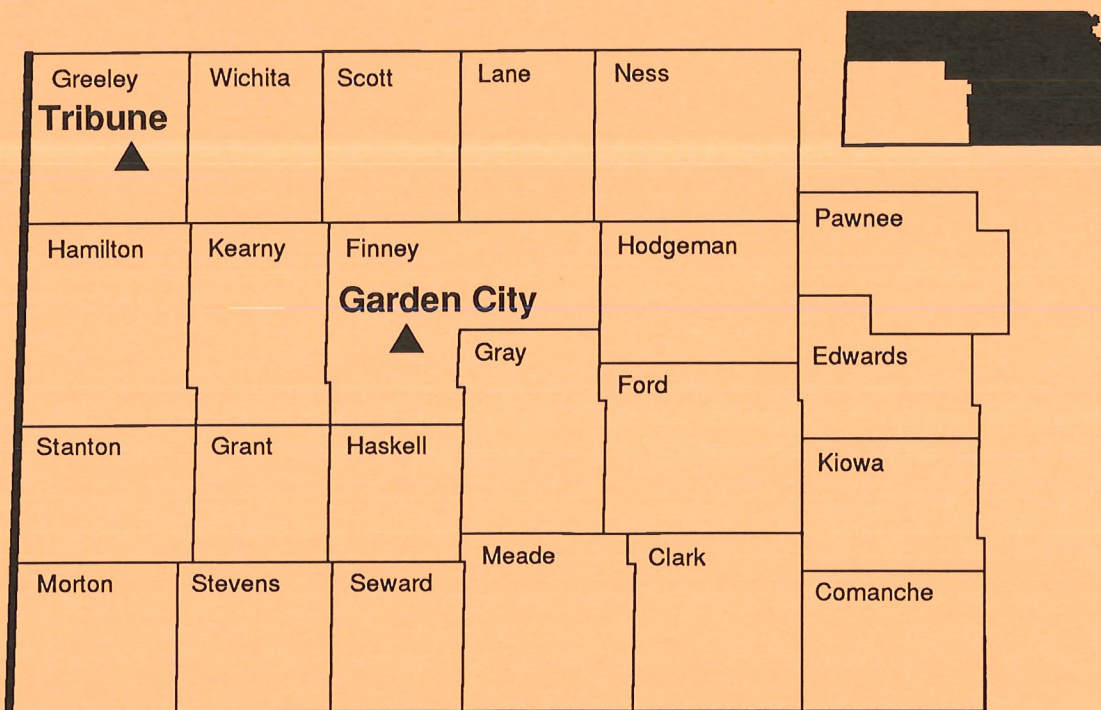 Greeley
Wichita
Scott
Lane
Ness
Tribune
Pawnee
Hamilton
Kearny
Finney
Hodgeman
Garden City
Gray
Edwards
Ford
Stanton
Grant
Haskell
Kiowa
Meade
Clark
Morton
Stevens
Seward
Comanche